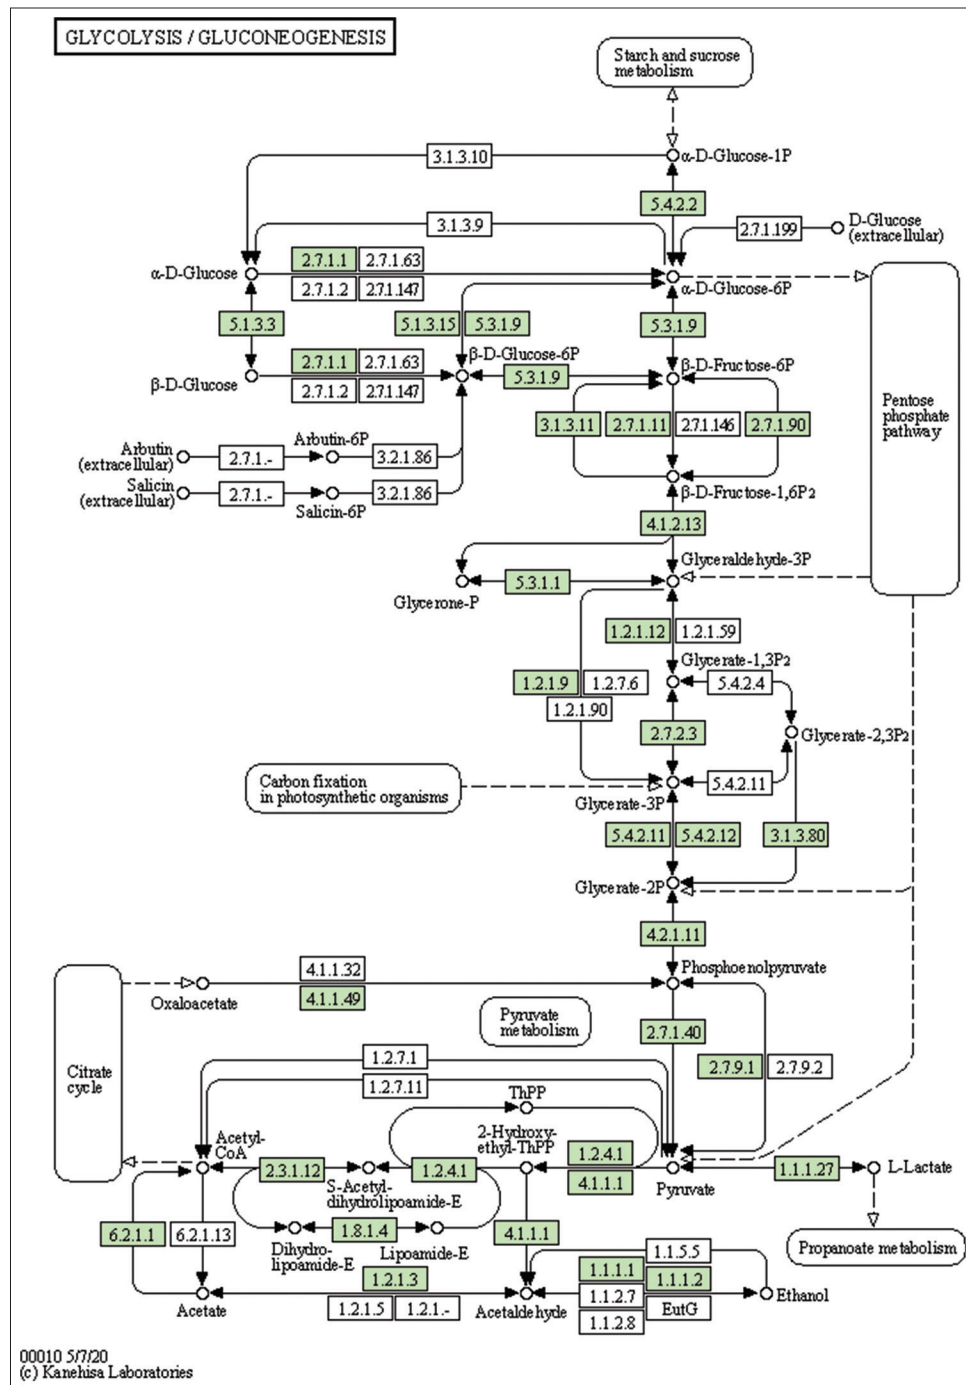 GLYCOLYSIS / GLUCONEOGENESIS
Starch and sucrose
metabolism
3.1.3.10
α-D-Glucose-1P
5.4.2.2
3.1.3.9
2.7.1.199
D-Glucose
(extracellular)
2.7.1.1
2.7.1.63
α-D-Glucose
2.7.1.2
2.7.1.147
α-D-Glucose-6P
5.1.3.3
5.1.3.15
5.3.1.9
5.3.1.9
2.7.1.1
2.7.1.63
β-D-Glucose-6P
β-D-Glucose
2.7.1.2
2.7.1.147
5.3.1.9
β-D-Fructose-6P
Pentose
phosphate
pathway
3.1.3.11
2.7.1.11
2.7.1.146
2.7.1.90
Arbutin
(extracellular)
2.7.1.-
Arbutin-6P
3.2.1.86
Salicin
(extracellular)
2.7.1.-
Salicin-6P
3.2.1.86
β-D-Fructose-1,6P2
4.1.2.13
Glyceraldehyde-3P
Glycerone-P
5.3.1.1
1.2.1.12
1.2.1.59
Glycerate-1,3P2
1.2.1.9
1.2.7.6
1.2.1.90
5.4.2.4
2.7.2.3
Glycerate-2,3P2
Carbon fixation
in photosynthetic organisms
5.4.2.11
Glycerate-3P
5.4.2.11
5.4.2.12
3.1.3.80
Glycerate-2P
4.2.1.11
4.1.1.32
Phosphoenolpyruvate
Oxaloacetate
4.1.1.49
Pyruvate
metabolism
2.7.1.40
Citrate
cycle
1.2.7.1
2.7.9.1
2.7.9.2
1.2.7.11
ThPP
Acetyl-
CoA
2-Hydroxy-
ethyl-ThPP
1.2.4.1
2.3.1.12
1.2.4.1
4.1.1.1
Pyruvate
1.1.1.27
L-Lactate
S-Acetyl-
dihydrolipoamide-E
6.2.1.1
6.2.1.13
1.8.1.4
4.1.1.1
Dihydro-
lipoamide-E
Lipoamide-E
Propanoate metabolism
1.1.5.5
1.2.1.3
1.1.1.1
1.1.1.2
Acetate
1.2.1.5
1.2.1.-
Acetaldehyde
1.1.2.7
EutG
Ethanol
1.1.2.8
00010 5/7/20
(c) Kanehisa Laboratories